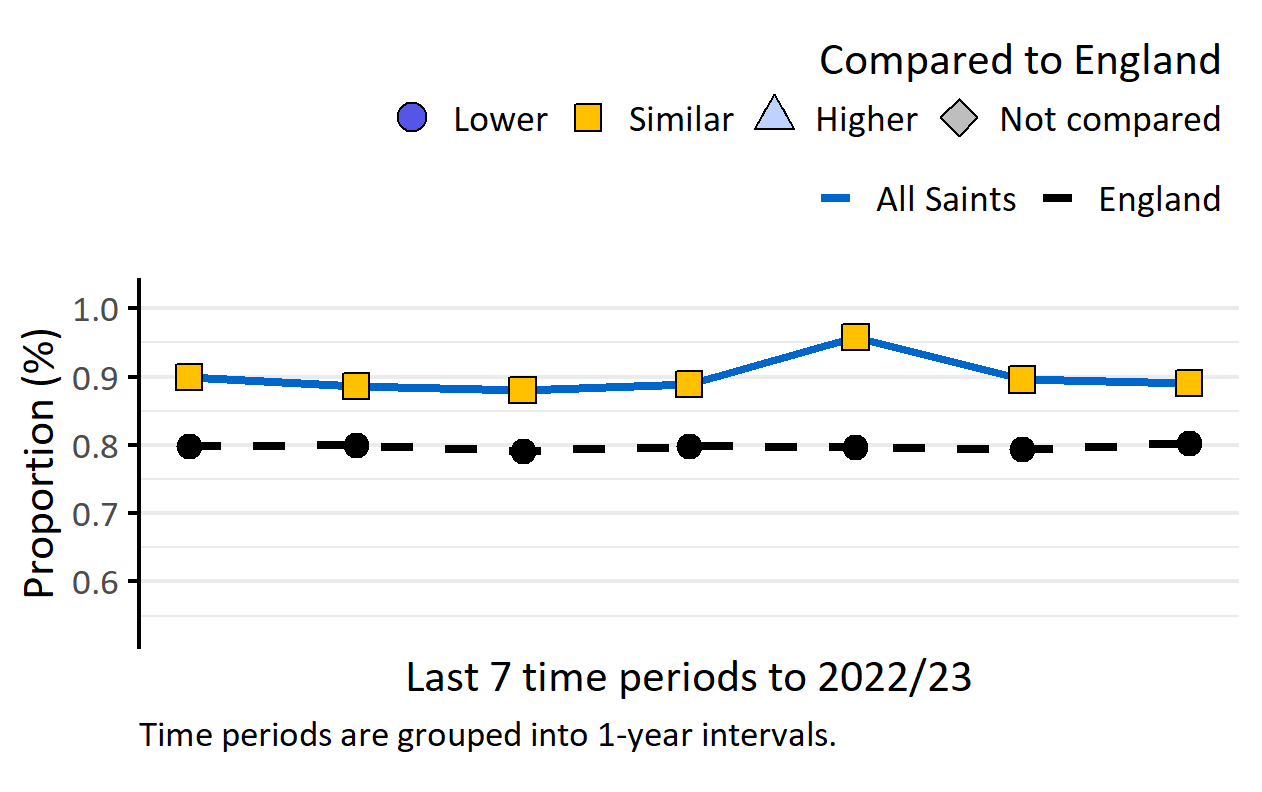 Compared to England
Lower Similar Higher Not compared
All Saints England
Proportion (%)
1.0
0.9
0.8
0.7
0.6
Last 7 time periods to 2022/23
Time periods are grouped into 1-year intervals.